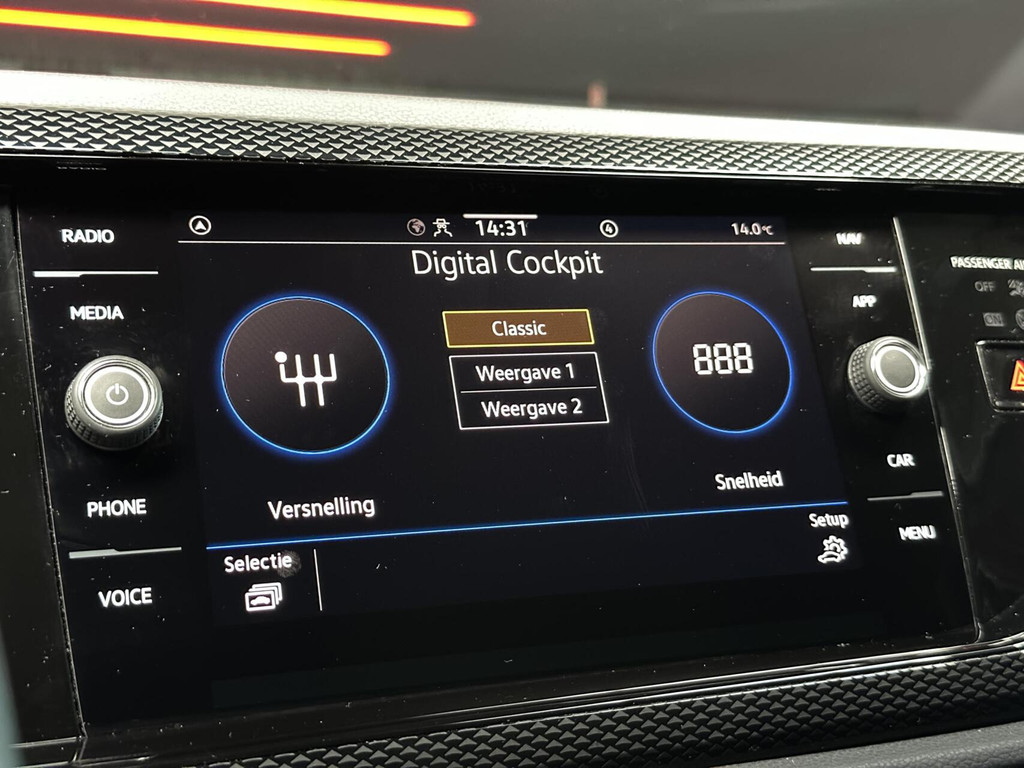 RADIO
MEDIA
PHONE
VOICE
14:31
4
14.0°C
Digital Cockpit
Classic
Weergave 1
Weergave 2
888
Versnelling
Snelheid
Selectie
Setup
NAV
APP
CAR
MENU
PASSENGER AI
OFF
ON